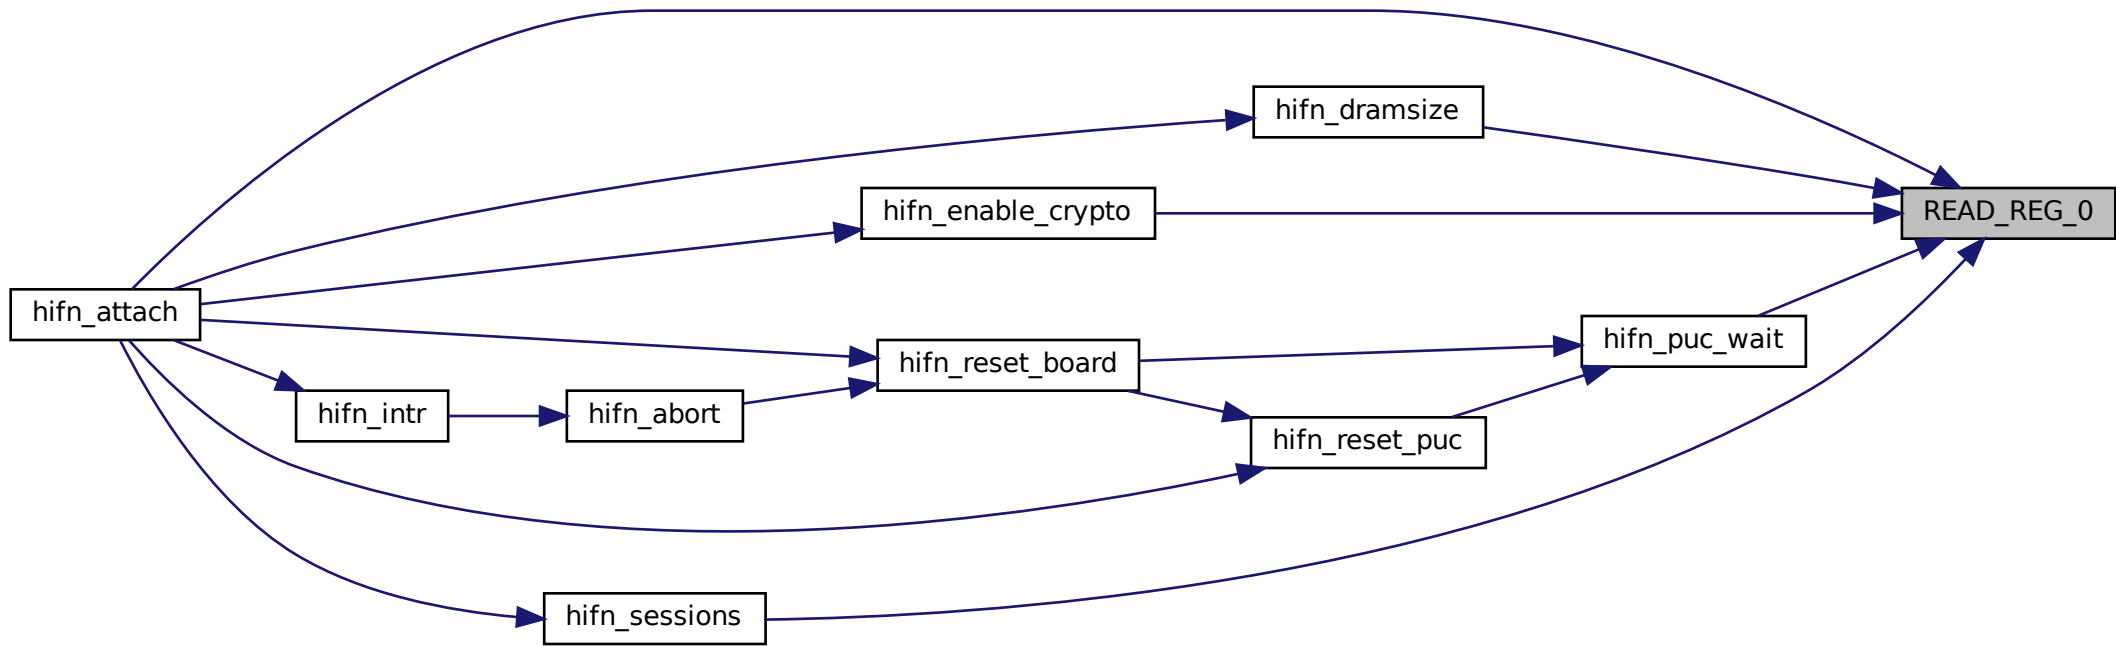 hifn_dramsize
hifn_enable_crypto
READ_REG_0
hifn_attach
hifn_puc_wait
hifn_reset_board
hifn_intr
hifn_abort
hifn_reset_puc
hifn_sessions